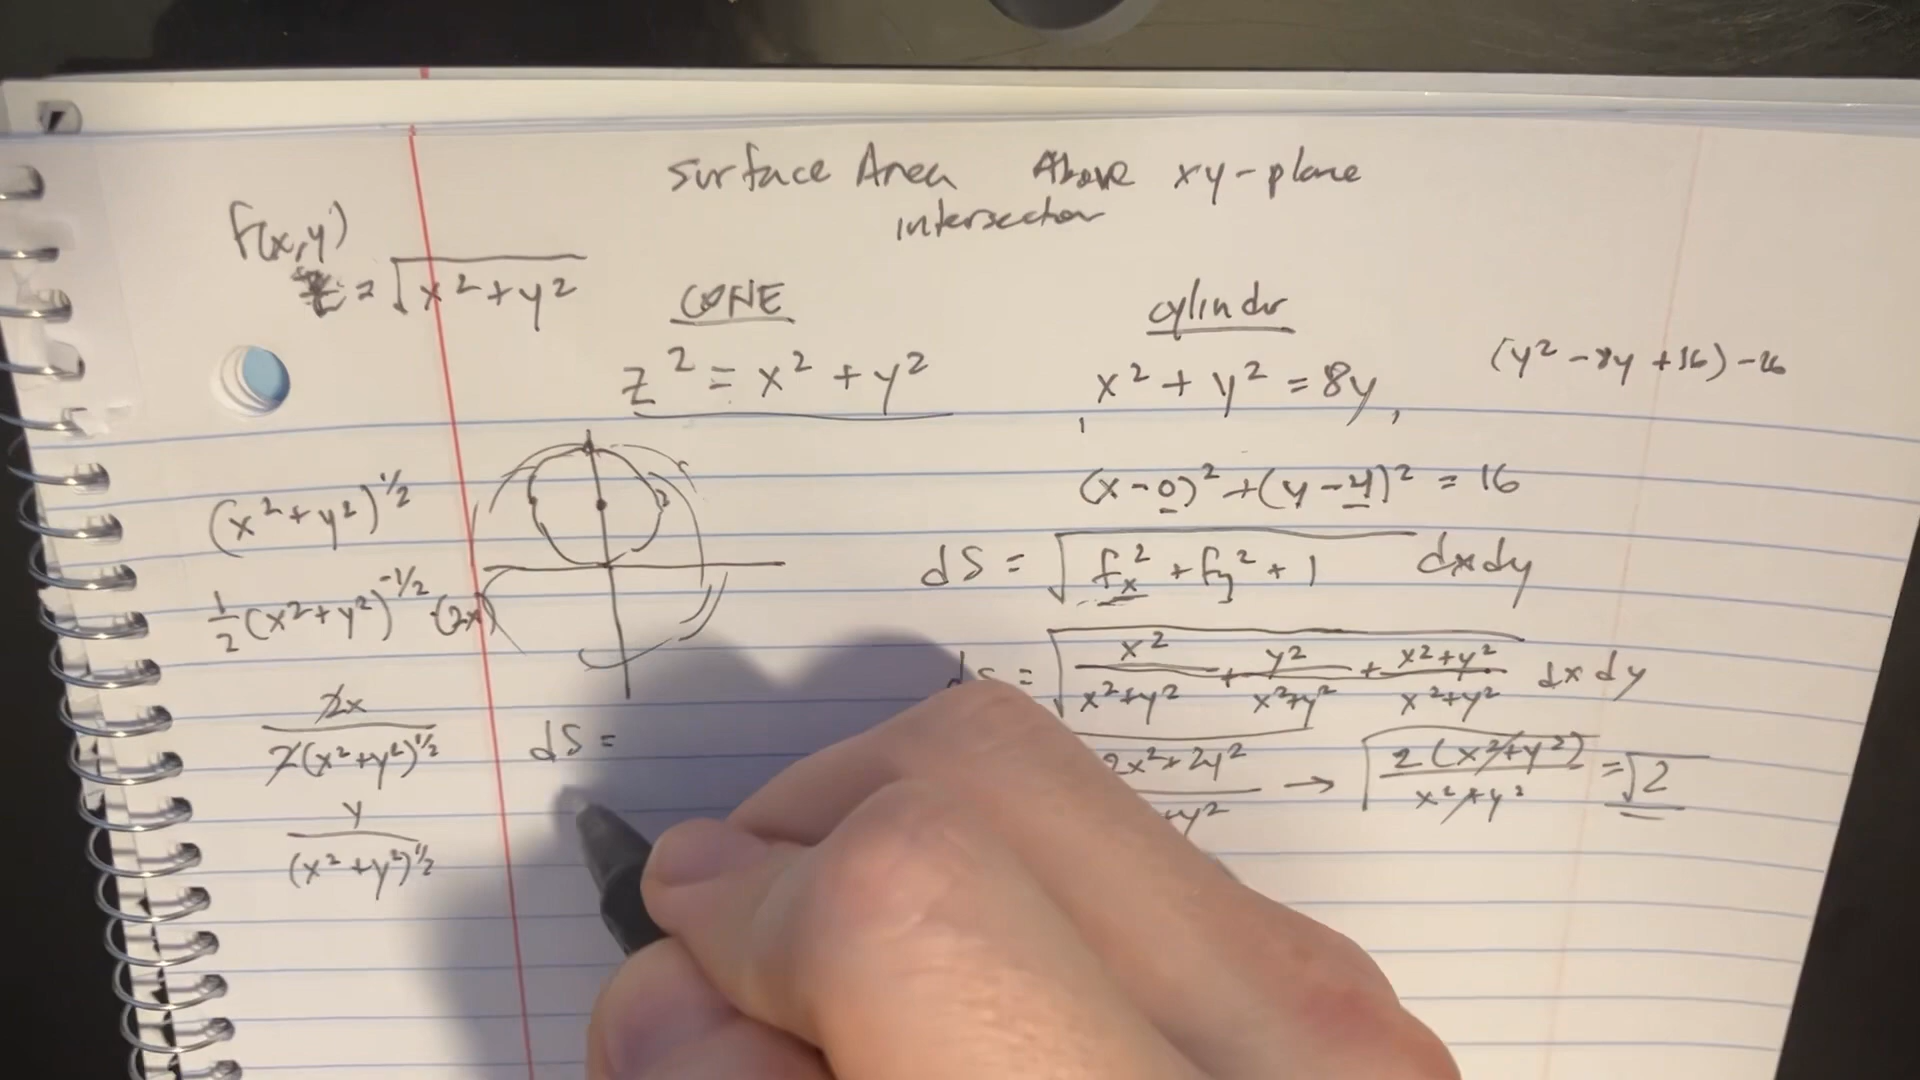 Surface Area Above xy-plane
intersection
f(x,y)
z = √(x² + y²)
CONE
z² = x² + y²
cylinder
x² + y² = 8y,
(y² - 8y + 16) - 16
(x² + y²)^1/2
(x - 0)² + (y - 4)² = 16
dS = √(fx² + fy² + 1) dxdy
1/2 (x² + y²)^-1/2 · (2x)
dS = √(x²/(x² + y²) + y²/(x² + y²) + (x² + y²)/(x² + y²)) dx dy
2x/(2(x² + y²)^1/2)
dS =
2x² + 2y² → √(2(x² + y²)/(x² + y²)) = √2
y/(x² + y²)^1/2